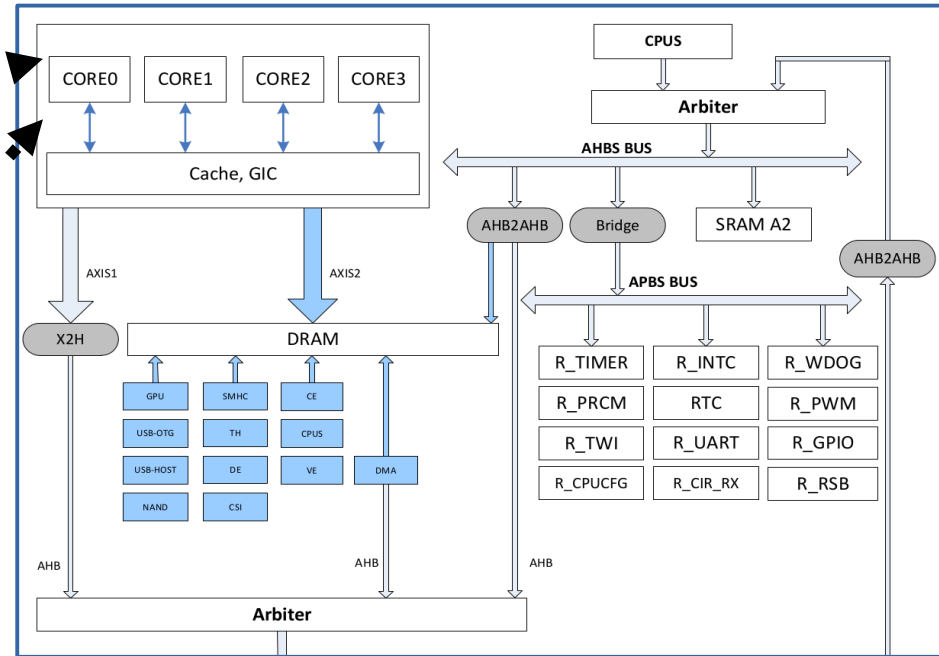 CPUS
CORE0
CORE1
CORE2
CORE3
Arbiter
AHBS BUS
Cache, GIC
AHB2AHB
Bridge
SRAM A2
AHB2AHB
AXIS1
AXIS2
APBS BUS
X2H
DRAM
R_TIMER
R_INTC
R_WDOG
GPU
SMHC
CE
R_PRCM
RTC
R_PWM
USB-OTG
TH
CPUS
R_TWI
R_UART
R_GPIO
USB-HOST
DE
VE
DMA
R_CPUCFG
R_CIR_RX
R_RSB
NAND
CSI
AHB
AHB
AHB
Arbiter